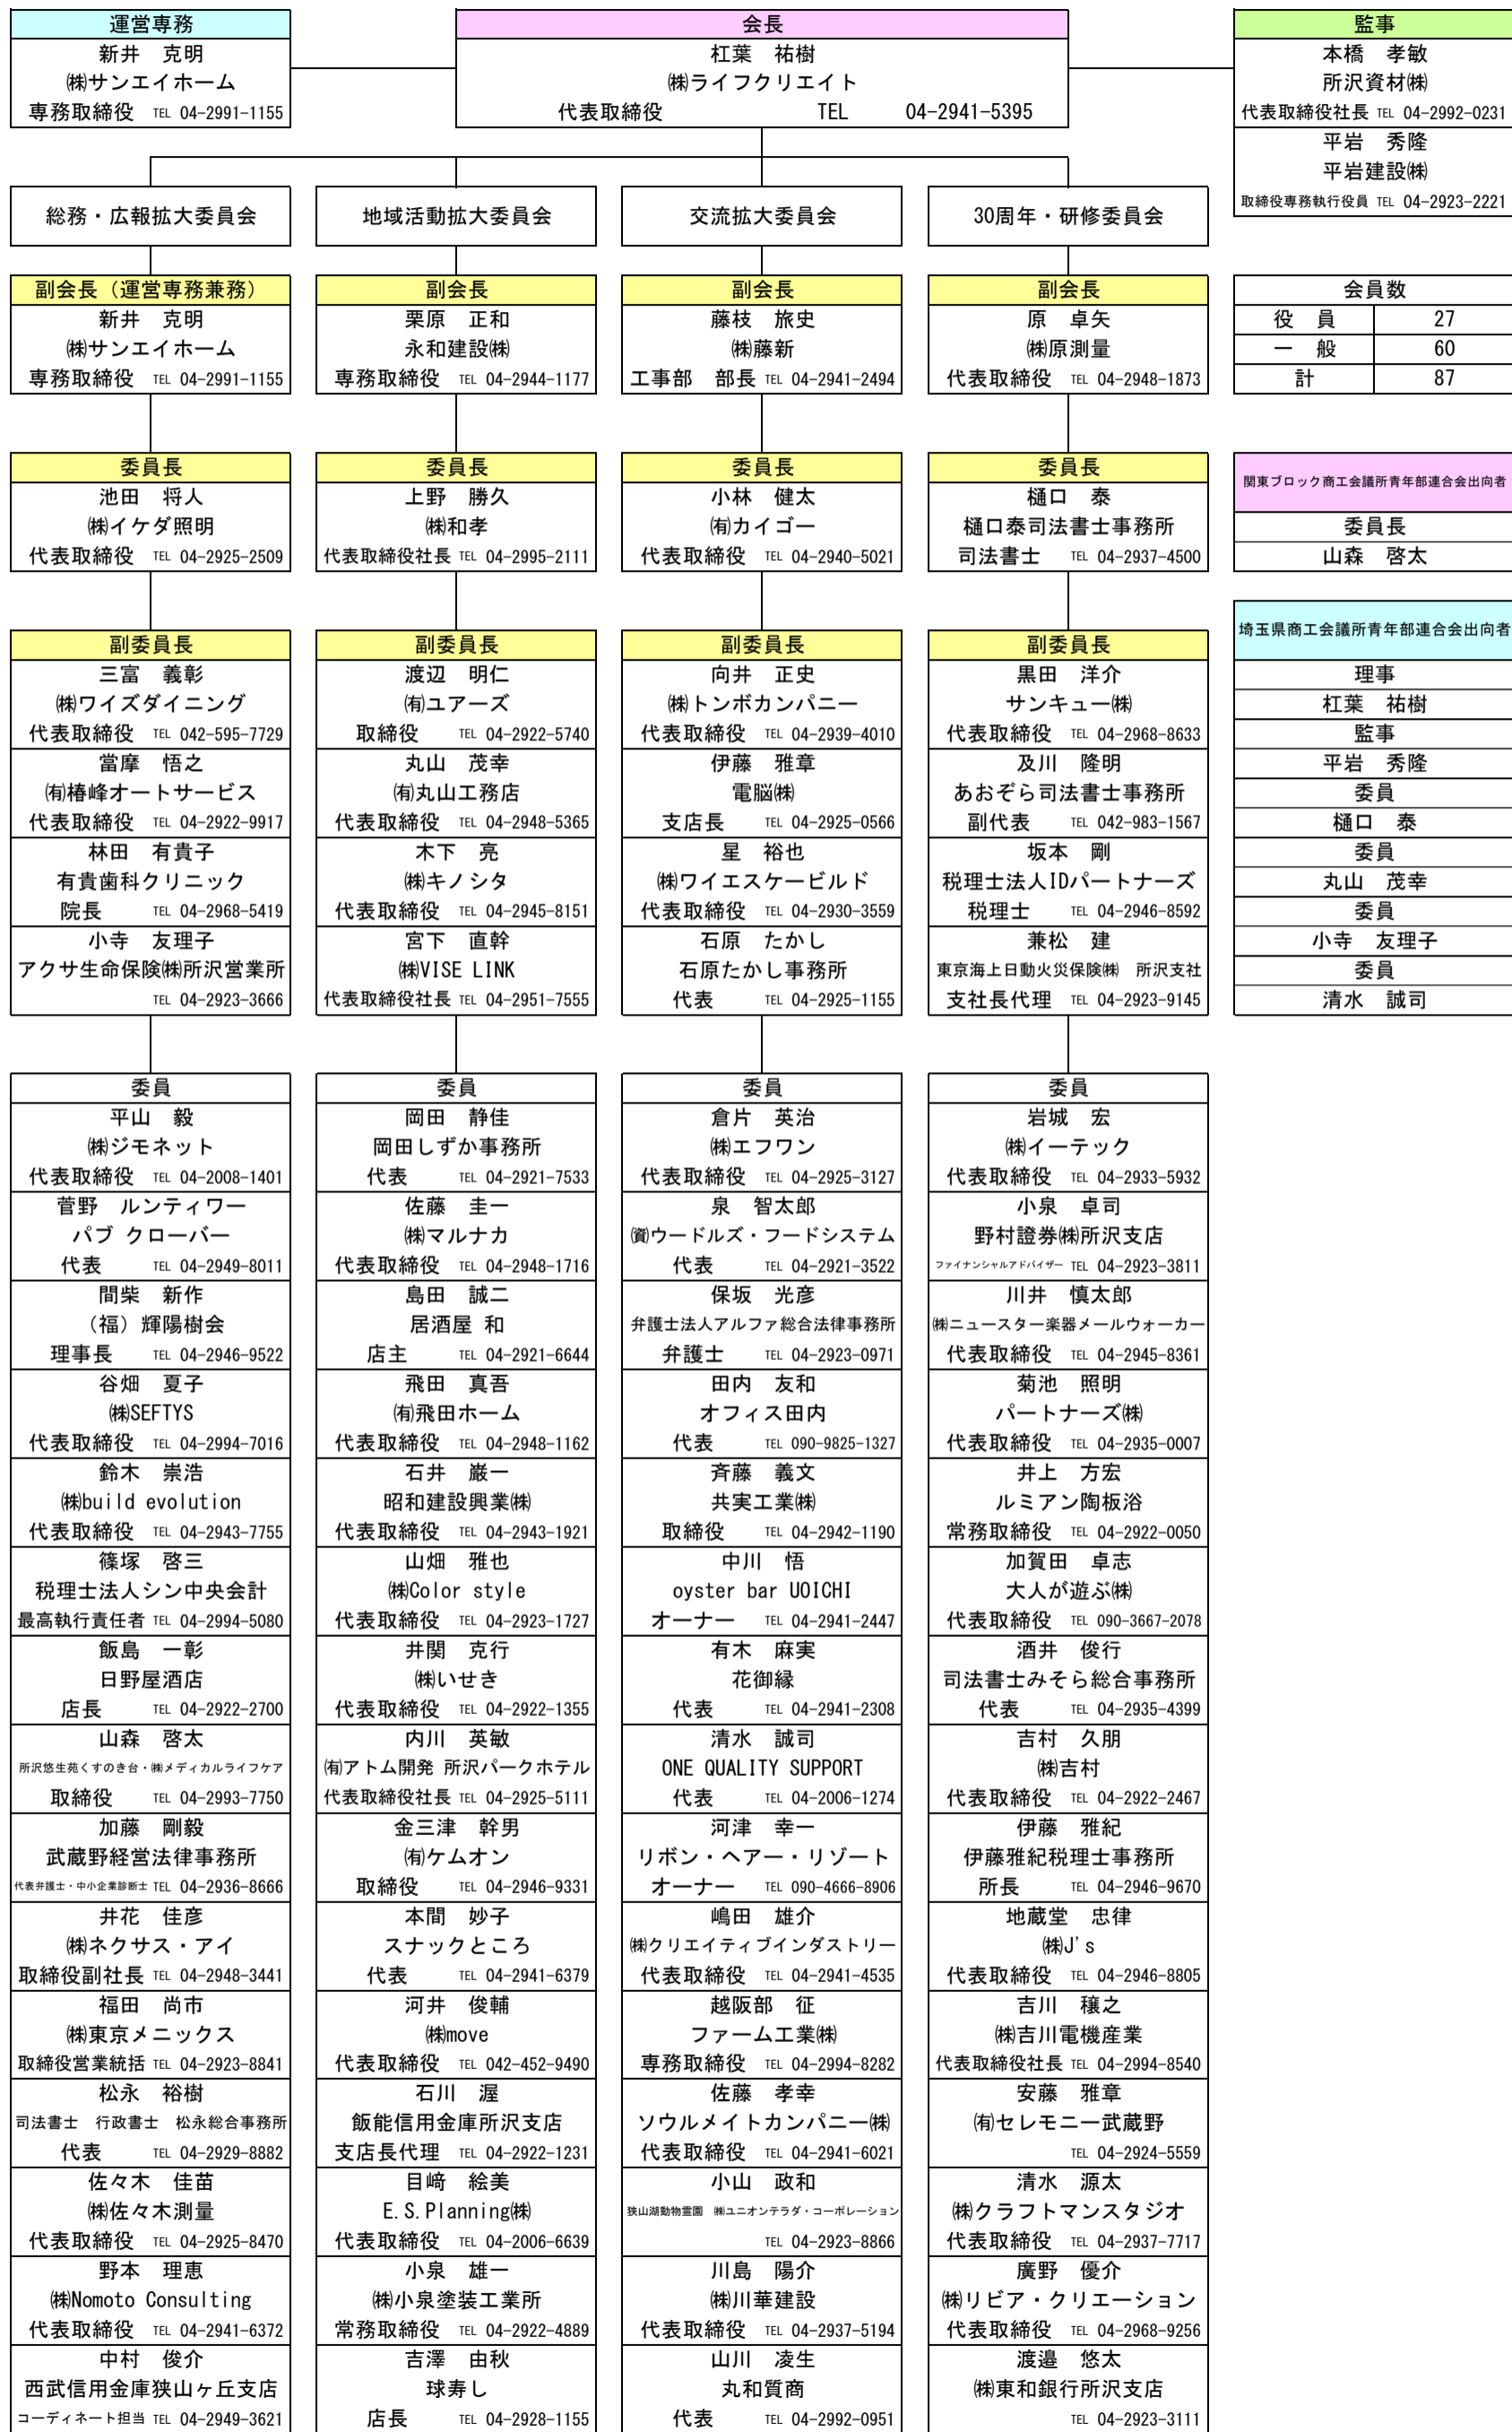 運営専務
新井　克明
㈱サンエイホーム
専務取締役 TEL 04-2991-1155
会長
杠葉　祐樹
㈱ライフクリエイト
代表取締役 TEL 04-2941-5395
監事
本橋　孝敏
所沢資材㈱
代表取締役社長 TEL 04-2992-0231
平岩　秀隆
平岩建設㈱
取締役専務執行役員 TEL 04-2923-2221
総務・広報拡大委員会
副会長（運営専務兼務）
新井　克明
㈱サンエイホーム
専務取締役 TEL 04-2991-1155
委員長
池田　将人
㈱イケダ照明
代表取締役 TEL 04-2925-2509
副委員長
三富　義彰
㈱ワイズダイニング
代表取締役 TEL 042-595-7729
當摩　悟之
㈲椿峰オートサービス
代表取締役 TEL 04-2922-9917
林田　有貴子
有貴歯科クリニック
院長 TEL 04-2968-5419
小寺　友理子
アクサ生命保険㈱所沢営業所
TEL 04-2923-3666
委員
平山　毅
㈱ジモネット
代表取締役 TEL 04-2008-1401
菅野　ルンティワー
パブ クローバー
代表 TEL 04-2949-8011
間柴　新作
（福）輝陽樹会
理事長 TEL 04-2946-9522
谷畑　夏子
㈱SEFTYS
代表取締役 TEL 04-2994-7016
鈴木　崇浩
㈱build evolution
代表取締役 TEL 04-2943-7755
篠塚　啓三
税理士法人シン中央会計
最高執行責任者 TEL 04-2994-5080
飯島　一彰
日野屋酒店
店長 TEL 04-2922-2700
山森　啓太
所沢悠生苑くすのき台・㈱メディカルライフケア
取締役 TEL 04-2993-7750
加藤　剛毅
武蔵野経営法律事務所
代表弁護士・中小企業診断士 TEL 04-2936-8666
井花　佳彦
㈱ネクサス・アイ
取締役副社長 TEL 04-2948-3441
福田　尚市
㈱東京メニックス
取締役営業統括 TEL 04-2923-8841
松永　裕樹
司法書士　行政書士　松永総合事務所
代表 TEL 04-2929-8882
佐々木　佳苗
㈱佐々木測量
代表取締役 TEL 04-2925-8470
野本　理恵
㈱Nomoto Consulting
代表取締役 TEL 04-2941-6372
中村　俊介
西武信用金庫狭山ヶ丘支店
コーディネート担当 TEL 04-2949-3621
地域活動拡大委員会
副会長
栗原　正和
永和建設㈱
専務取締役 TEL 04-2944-1177
委員長
上野　勝久
㈱和孝
代表取締役社長 TEL 04-2995-2111
副委員長
渡辺　明仁
㈲ユアーズ
取締役 TEL 04-2922-5740
丸山　茂幸
㈲丸山工務店
代表取締役 TEL 04-2948-5365
木下　亮
㈱キノシタ
代表取締役 TEL 04-2945-8151
宮下　直幹
㈱VISE LINK
代表取締役社長 TEL 04-2951-7555
委員
岡田　静佳
岡田しずか事務所
代表 TEL 04-2921-7533
佐藤　圭一
㈱マルナカ
代表取締役 TEL 04-2948-1716
島田　誠二
居酒屋 和
店主 TEL 04-2921-6644
飛田　真吾
㈲飛田ホーム
代表取締役 TEL 04-2948-1162
石井　巌一
昭和建設興業㈱
代表取締役 TEL 04-2943-1921
山畑　雅也
㈱Color style
代表取締役 TEL 04-2923-1727
井関　克行
㈱いせき
代表取締役 TEL 04-2922-1355
内川　英敏
㈲アトム開発 所沢パークホテル
代表取締役社長 TEL 04-2925-5111
金三津　幹男
㈲ケムオン
取締役 TEL 04-2946-9331
本間　妙子
スナックところ
代表 TEL 04-2941-6379
河井　俊輔
㈱move
代表取締役 TEL 042-452-9490
石川　渥
飯能信用金庫所沢支店
支店長代理 TEL 04-2922-1231
目﨑　絵美
E.S.Planning㈱
代表取締役 TEL 04-2006-6639
小泉　雄一
㈱小泉塗装工業所
常務取締役 TEL 04-2922-4889
吉澤　由秋
球寿し
店長 TEL 04-2928-1155
交流拡大委員会
副会長
藤枝　旅史
㈱藤新
工事部　部長 TEL 04-2941-2494
委員長
小林　健太
㈲カイゴー
代表取締役 TEL 04-2940-5021
副委員長
向井　正史
㈱トンボカンパニー
代表取締役 TEL 04-2939-4010
伊藤　雅章
電脳㈱
支店長 TEL 04-2925-0566
星　裕也
㈱ワイエスケービルド
代表取締役 TEL 04-2930-3559
石原　たかし
石原たかし事務所
代表 TEL 04-2925-1155
委員
倉片　英治
㈱エフワン
代表取締役 TEL 04-2925-3127
泉　智太郎
㈾ウードルズ・フードシステム
代表 TEL 04-2921-3522
保坂　光彦
弁護士法人アルファ総合法律事務所
弁護士 TEL 04-2923-0971
田内　友和
オフィス田内
代表 TEL 090-9825-1327
斉藤　義文
共実工業㈱
取締役 TEL 04-2942-1190
中川　悟
oyster bar UOICHI
オーナー TEL 04-2941-2447
有木　麻実
花御縁
代表 TEL 04-2941-2308
清水　誠司
ONE QUALITY SUPPORT
代表 TEL 04-2006-1274
河津　幸一
リボン・ヘアー・リゾート
オーナー TEL 090-4666-8906
嶋田　雄介
㈱クリエイティブインダストリー
代表取締役 TEL 04-2941-4535
越阪部　征
ファーム工業㈱
専務取締役 TEL 04-2994-8282
佐藤　孝幸
ソウルメイトカンパニー㈱
代表取締役 TEL 04-2941-6021
小山　政和
狭山湖動物霊園　㈱ユニオンテラダ・コーポレーション
TEL 04-2923-8866
川島　陽介
㈱川華建設
代表取締役 TEL 04-2937-5194
山川　凌生
丸和質商
代表 TEL 04-2992-0951
30周年・研修委員会
副会長
原　卓矢
㈱原測量
代表取締役 TEL 04-2948-1873
委員長
樋口　泰
樋口泰司法書士事務所
司法書士 TEL 04-2937-4500
副委員長
黒田　洋介
サンキュー㈱
代表取締役 TEL 04-2968-8633
及川　隆明
あおぞら司法書士事務所
副代表 TEL 042-983-1567
坂本　剛
税理士法人IDパートナーズ
税理士 TEL 04-2946-8592
兼松　建
東京海上日動火災保険㈱　所沢支社
支社長代理 TEL 04-2923-9145
委員
岩城　宏
㈱イーテック
代表取締役 TEL 04-2933-5932
小泉　卓司
野村證券㈱所沢支店
ファイナンシャルアドバイザー TEL 04-2923-3811
川井　慎太郎
㈱ニュースター楽器メールウォーカー
代表取締役 TEL 04-2945-8361
菊池　照明
パートナーズ㈱
代表取締役 TEL 04-2935-0007
井上　方宏
ルミアン陶板浴
常務取締役 TEL 04-2922-0050
加賀田　卓志
大人が遊ぶ㈱
代表取締役 TEL 090-3667-2078
酒井　俊行
司法書士みそら総合事務所
代表 TEL 04-2935-4399
吉村　久朋
㈱吉村
代表取締役 TEL 04-2922-2467
伊藤　雅紀
伊藤雅紀税理士事務所
所長 TEL 04-2946-9670
地蔵堂　忠律
㈱J's
代表取締役 TEL 04-2946-8805
吉川　穣之
㈱吉川電機産業
代表取締役社長 TEL 04-2994-8540
安藤　雅章
㈲セレモニー武蔵野
TEL 04-2924-5559
清水　源太
㈱クラフトマンスタジオ
代表取締役 TEL 04-2937-7717
廣野　優介
㈱リビア・クリエーション
代表取締役 TEL 04-2968-9256
渡邉　悠太
㈱東和銀行所沢支店
TEL 04-2923-3111
会員数
役　員 27
一　般 60
計 87
関東ブロック商工会議所青年部連合会出向者
委員長
山森　啓太
埼玉県商工会議所青年部連合会出向者
理事
杠葉　祐樹
監事
平岩　秀隆
委員
樋口　泰
委員
丸山　茂幸
委員
小寺　友理子
委員
清水　誠司